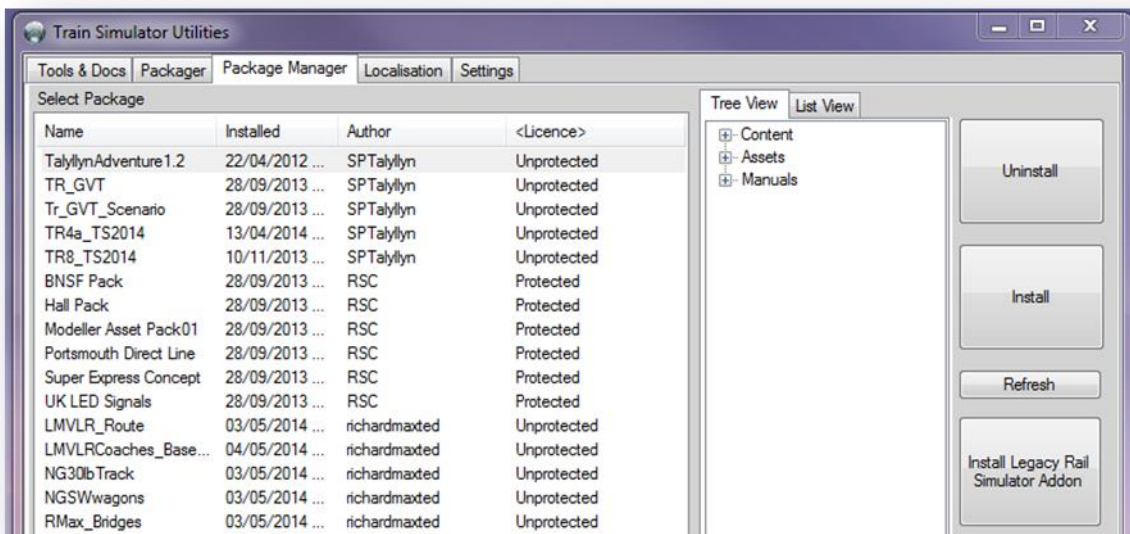 Train Simulator Utilities
Tools & Docs Packager Package Manager Localisation Settings
Select Package
Tree View List View
Name Installed Author <Licence>
Content
TalyllynAdventure1.2 22/04/2012 ... SPTalyllyn Unprotected
Assets
Uninstall
TR_GVT 28/09/2013 ... SPTalyllyn Unprotected
Manuals
Tr_GVT_Scenario 28/09/2013 ... SPTalyllyn Unprotected
TR4a_TS2014 13/04/2014 ... SPTalyllyn Unprotected
TR8_TS2014 10/11/2013 ... SPTalyllyn Unprotected
BNSF Pack 28/09/2013 ... RSC Protected
Install
Hall Pack 28/09/2013 ... RSC Protected
Modeller Asset Pack01 28/09/2013 ... RSC Protected
Portsmouth Direct Line 28/09/2013 ... RSC Protected
Super Express Concept 28/09/2013 ... RSC Protected
Refresh
UK LED Signals 28/09/2013 ... RSC Protected
LMVLR_Route 03/05/2014 ... richardmaxted Unprotected
LMVLRCoaches_Base... 04/05/2014 ... richardmaxted Unprotected
Install Legacy Rail
Simulator Addon
NG30lbTrack 03/05/2014 ... richardmaxted Unprotected
NGSWwagons 03/05/2014 ... richardmaxted Unprotected
RMax_Bridges 03/05/2014 ... richardmaxted Unprotected